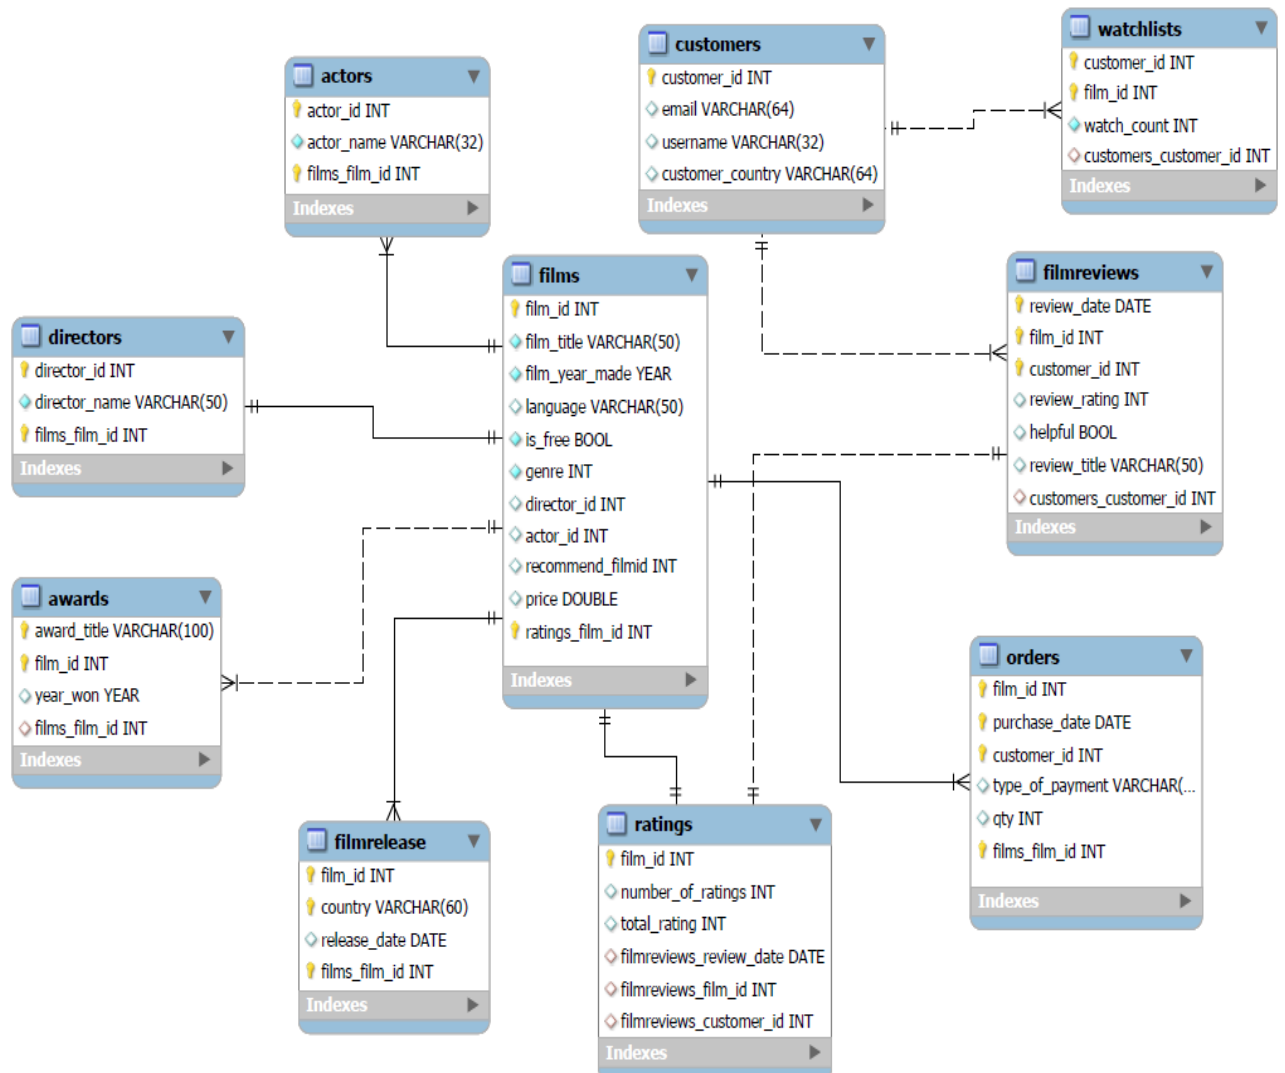 actors
actor_id INT
actor_name VARCHAR(32)
films_film_id INT
Indexes
customers
customer_id INT
email VARCHAR(64)
username VARCHAR(32)
customer_country VARCHAR(64)
Indexes
watchlists
customer_id INT
film_id INT
watch_count INT
customers_customer_id INT
Indexes
directors
director_id INT
director_name VARCHAR(50)
films_film_id INT
Indexes
films
film_id INT
film_title VARCHAR(50)
film_year_made YEAR
language VARCHAR(50)
is_free BOOL
genre INT
director_id INT
actor_id INT
recommend_filmid INT
price DOUBLE
ratings_film_id INT
Indexes
filmreviews
review_date DATE
film_id INT
customer_id INT
review_rating INT
helpful BOOL
review_title VARCHAR(50)
customers_customer_id INT
Indexes
awards
award_title VARCHAR(100)
film_id INT
year_won YEAR
films_film_id INT
Indexes
orders
film_id INT
purchase_date DATE
customer_id INT
type_of_payment VARCHAR(...
qty INT
films_film_id INT
Indexes
filmrelease
film_id INT
country VARCHAR(60)
release_date DATE
films_film_id INT
Indexes
ratings
film_id INT
number_of_ratings INT
total_rating INT
filmreviews_review_date DATE
filmreviews_film_id INT
filmreviews_customer_id INT
Indexes